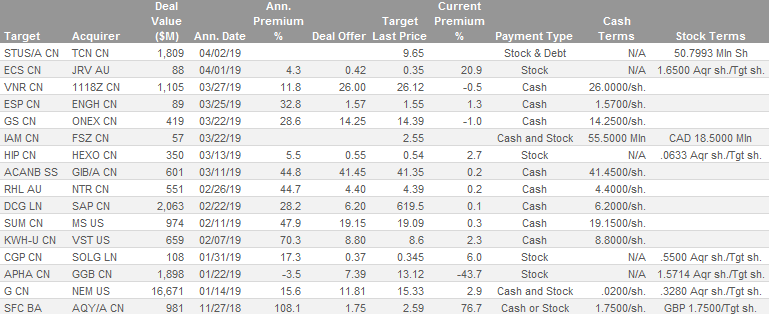 Target Acquirer Deal Value ($M) Ann. Date Ann. Premium % Deal Offer Target Last Price Current Premium % Payment Type Cash Terms Stock Terms
STUS/A CN TCN CN 1,809 04/02/19 9.65 Stock & Debt N/A 50.7993 Mln Sh
ECS CN JRV AU 88 04/01/19 4.3 0.42 0.35 20.9 Stock N/A 1.6500 Aqr sh./Tgt sh.
VNR CN 1118Z CN 1,105 03/27/19 11.8 26.00 26.12 -0.5 Cash 26.0000/sh.
ESP CN ENGH CN 89 03/25/19 32.8 1.57 1.55 1.3 Cash 1.5700/sh.
GS CN ONEX CN 419 03/22/19 28.6 14.25 14.39 -1.0 Cash 14.2500/sh.
IAM CN FSZ CN 57 03/22/19 2.55 Cash and Stock 55.5000 Mln CAD 18.5000 Mln
HIP CN HEXO CN 350 03/13/19 5.5 0.55 0.54 2.7 Stock N/A .0633 Aqr sh./Tgt sh.
ACANB SS GIB/A CN 601 03/11/19 44.8 41.45 41.35 0.2 Cash 41.4500/sh.
RHL AU NTR CN 551 02/26/19 44.7 4.40 4.39 0.2 Cash 4.4000/sh.
DCG LN SAP CN 2,063 02/22/19 28.2 6.20 619.5 0.1 Cash 6.2000/sh.
SUM CN MS US 974 02/11/19 47.9 19.15 19.09 0.3 Cash 19.1500/sh.
KWH-U CN VST US 659 02/07/19 70.3 8.80 8.6 2.3 Cash 8.8000/sh.
CGP CN SOLG LN 108 01/31/19 17.3 0.37 0.345 6.0 Stock N/A .5500 Aqr sh./Tgt sh.
APHA CN GGB CN 1,898 01/22/19 -3.5 7.39 13.12 -43.7 Stock N/A 1.5714 Aqr sh./Tgt sh.
G CN NEM US 16,671 01/14/19 15.6 11.81 15.33 2.9 Cash and Stock .0200/sh. .3280 Aqr sh./Tgt sh.
SFC BA AQY/A CN 981 11/27/18 108.1 1.75 2.59 76.7 Cash or Stock 1.7500/sh. GBP 1.7500/Tgt sh.